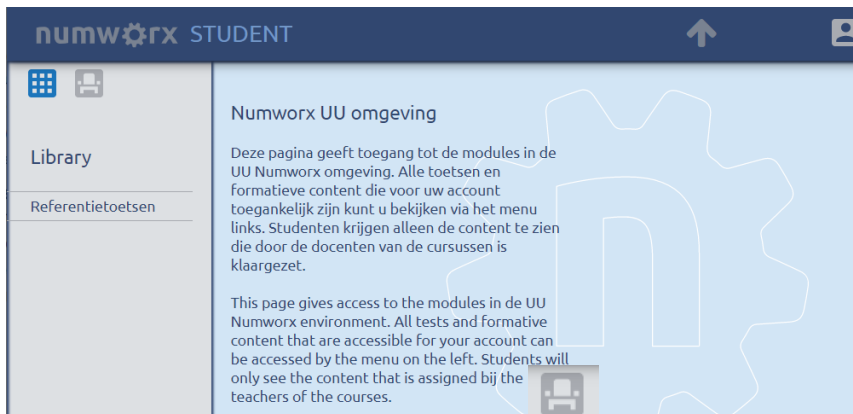 numworx STUDENT
Library
Referentietoetsen
Numworx UU omgeving
Deze pagina geeft toegang tot de modules in de
UU Numworx omgeving. Alle toetsen en
formatieve content die voor uw account
toegankelijk zijn kunt u bekijken via het menu
links. Studenten krijgen alleen de content te zien
die door de docenten van de cursussen is
klaargezet.
This page gives access to the modules in de UU
Numworx environment. All tests and formative
content that are accessible for your account can
be accessed by the menu on the left. Students will
only see the content that is assigned bij the
teachers of the courses.